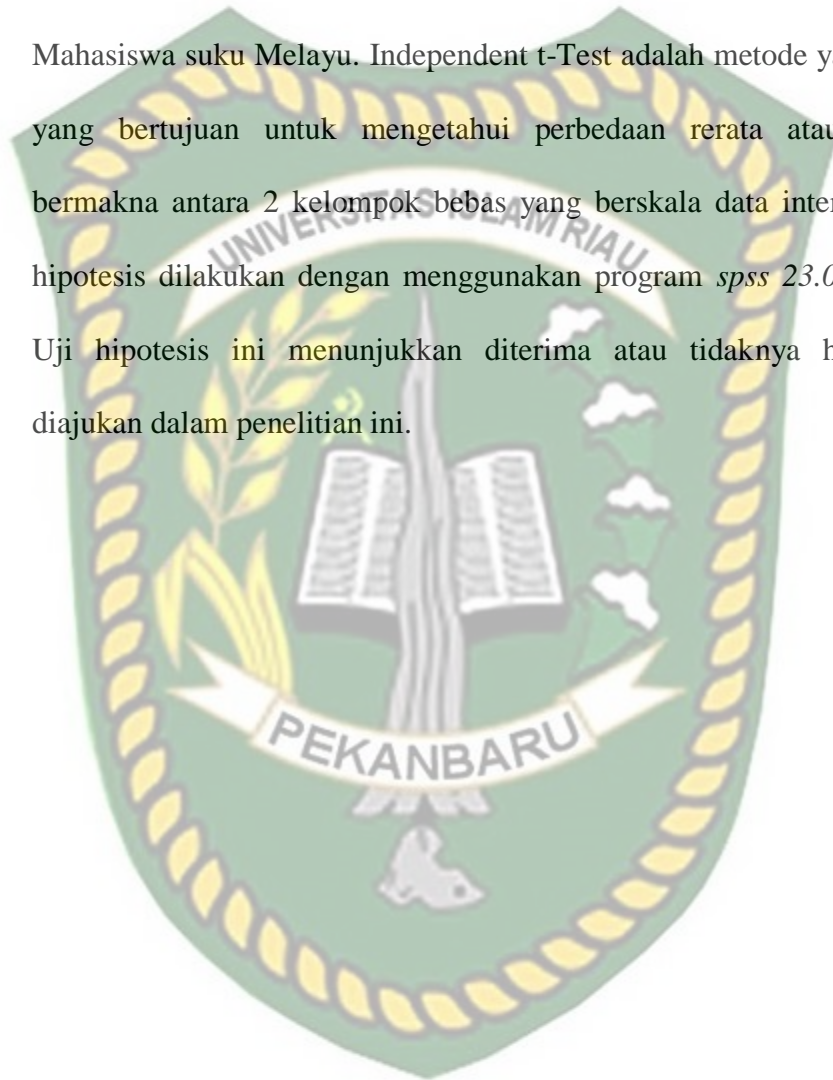 Mahasiswa suku Melayu. Independent t-Test adalah metode
yang bertujuan untuk mengetahui perbedaan rerata atau
bermakna antara 2 kelompok bebas yang berskala data
UNIVERSITAS ISLAM RIAU
hipotesis dilakukan dengan menggunakan program spss 23.0
Uji hipotesis ini menunjukkan diterima atau tidaknya
diajukan dalam penelitian ini.
PEKANBARU